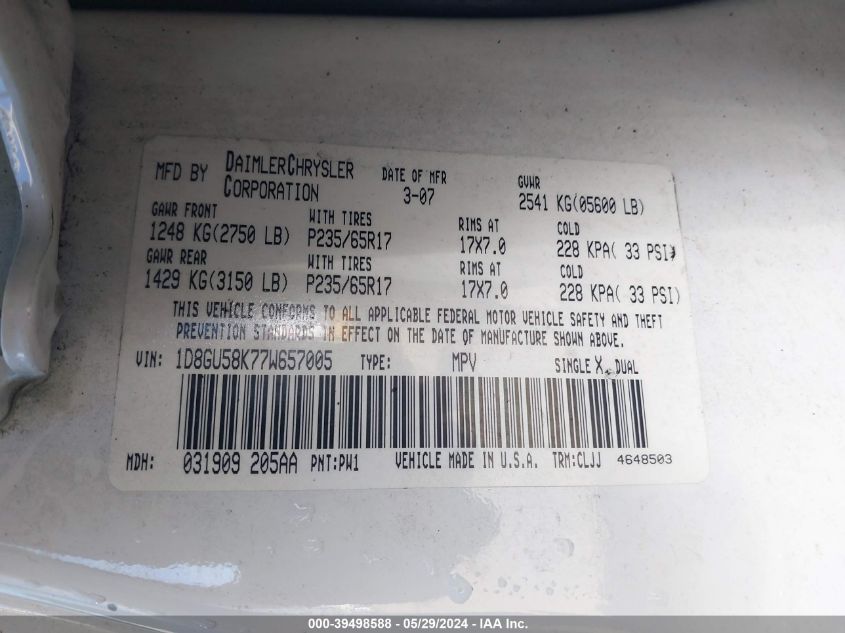 MFD BY DAIMLERCHRYSLER CORPORATION DATE OF MFR 3-07 GVWR 2541 KG(05600 LB)
GAWR FRONT WITH TIRES RIMS AT COLD
1248 KG(2750 LB) P235/65R17 17X7.0 228 KPA( 33 PSI)
GAWR REAR WITH TIRES RIMS AT COLD
1429 KG(3150 LB) P235/65R17 17X7.0 228 KPA( 33 PSI)
THIS VEHICLE CONFORMS TO ALL APPLICABLE FEDERAL MOTOR VEHICLE SAFETY AND THEFT
PREVENTION STANDARDS IN EFFECT ON THE DATE OF MANUFACTURE SHOWN ABOVE.
VIN: 1D8GU58K77W657005 TYPE: MPV SINGLE X DUAL
MDH: 031909 205AA PNT:PW1 VEHICLE MADE IN U.S.A. TRM:CLJJ 4648503
000-39498588 - 05/29/2024 - IAA Inc.